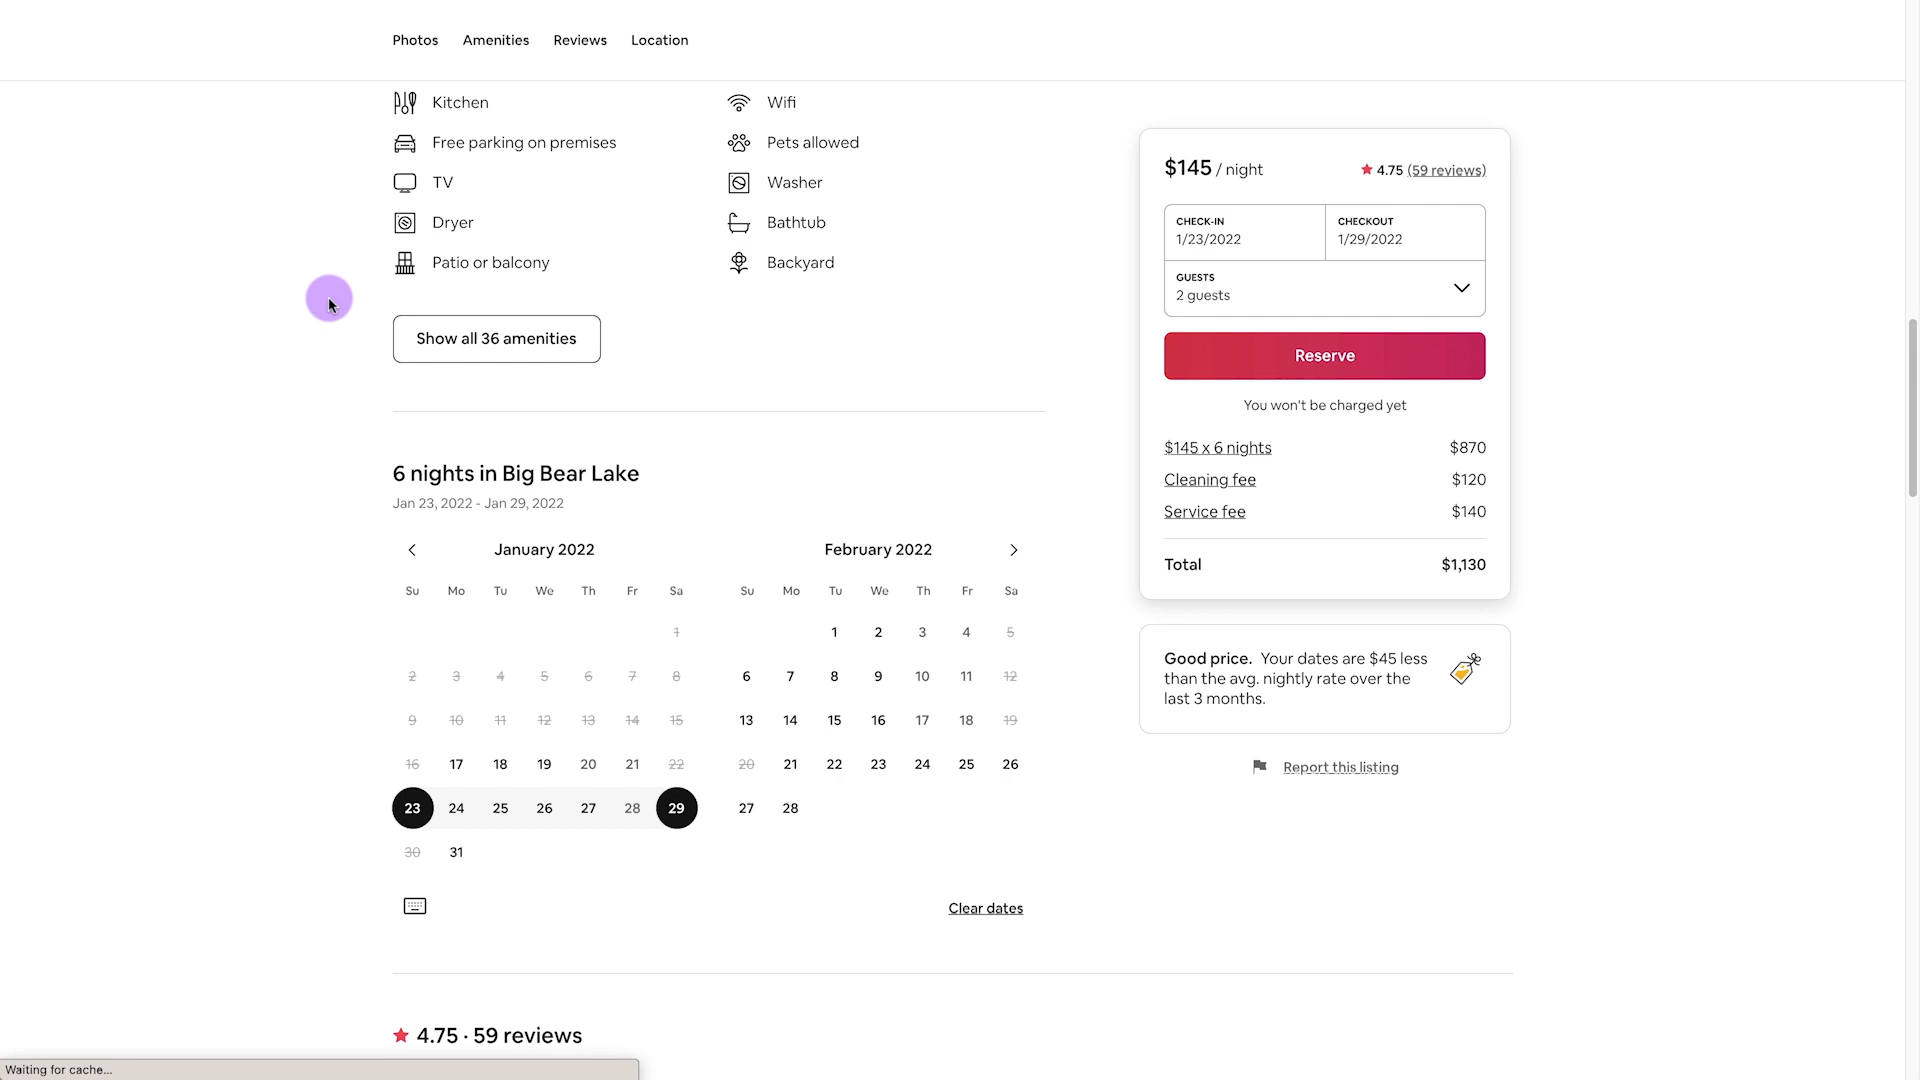 Photos Amenities Reviews Location
Kitchen Wifi
Free parking on premises Pets allowed
TV Washer
Dryer Bathtub
Patio or balcony Backyard
Show all 36 amenities
6 nights in Big Bear Lake
Jan 23, 2022 - Jan 29, 2022
January 2022
Su Mo Tu We Th Fr Sa
1
2 3 4 5 6 7 8
9 10 11 12 13 14 15
16 17 18 19 20 21 22
23 24 25 26 27 28 29
30 31
February 2022
Su Mo Tu We Th Fr Sa
1 2 3 4 5
6 7 8 9 10 11 12
13 14 15 16 17 18 19
20 21 22 23 24 25 26
27 28
Clear dates
4.75 · 59 reviews
$145 / night 4.75 (59 reviews)
CHECK-IN CHECKOUT
1/23/2022 1/29/2022
GUESTS
2 guests
Reserve
You won't be charged yet
$145 x 6 nights $870
Cleaning fee $120
Service fee $140
Total $1,130
Good price. Your dates are $45 less
than the avg. nightly rate over the
last 3 months.
Report this listing
Waiting for cache...